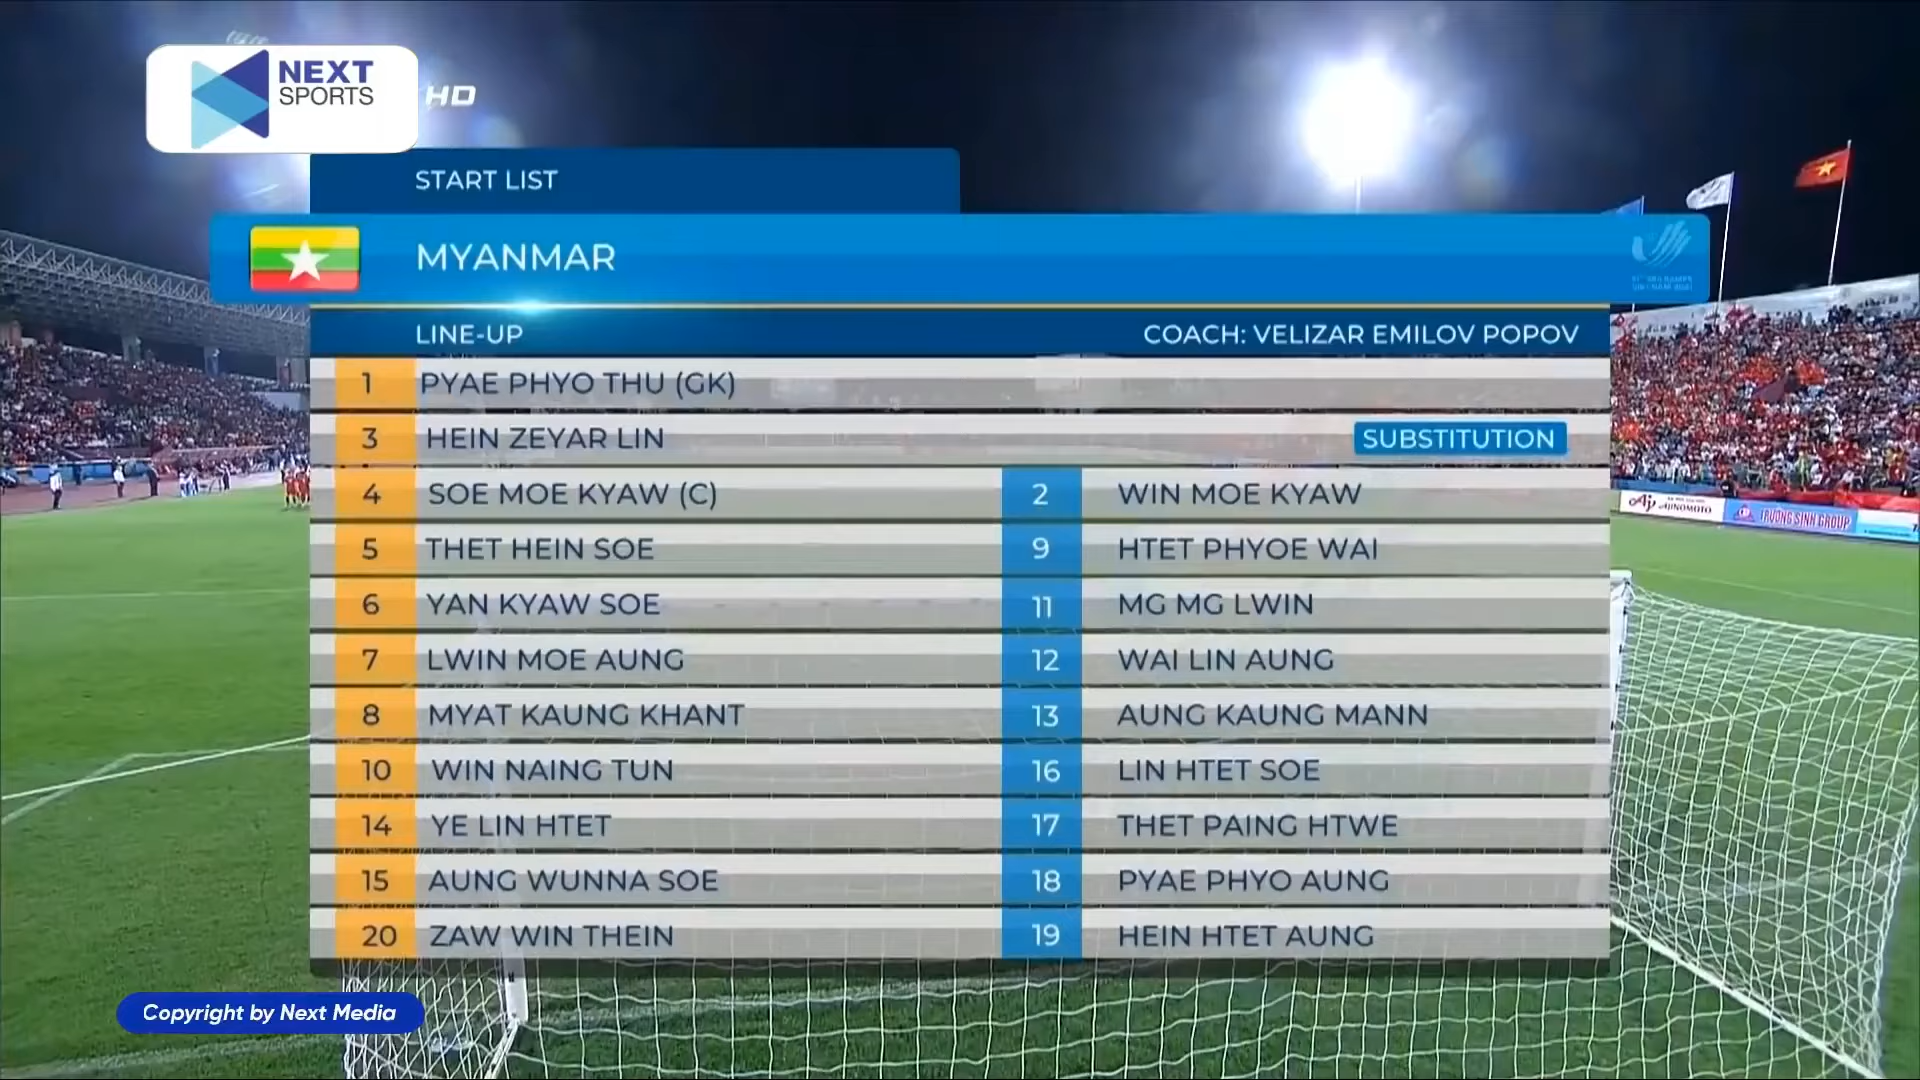 NEXT
SPORTS
HD
START LIST
MYANMAR
LINE-UP
COACH: VELIZAR EMILOV POPOV
1 PYAE PHYO THU (GK)
3 HEIN ZEYAR LIN
SUBSTITUTION
4 SOE MOE KYAW (C)
2 WIN MOE KYAW
5 THET HEIN SOE
9 HTET PHYOE WAI
6 YAN KYAW SOE
11 MG MG LWIN
7 LWIN MOE AUNG
12 WAI LIN AUNG
8 MYAT KAUNG KHANT
13 AUNG KAUNG MANN
10 WIN NAING TUN
16 LIN HTET SOE
14 YE LIN HTET
17 THET PAING HTWE
15 AUNG WUNNA SOE
18 PYAE PHYO AUNG
20 ZAW WIN THEIN
19 HEIN HTET AUNG
AJINOMOTO
TRUONG SINH GROUP
Copyright by Next Media